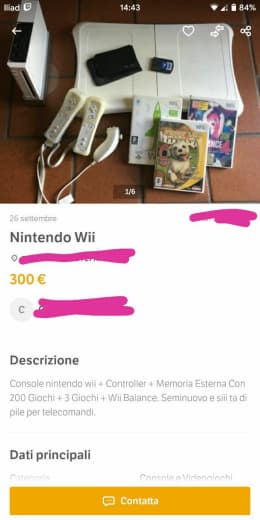 Iliad 14:43 84%
Wii
1/6
26 settembre
Nintendo Wii
300 €
C
Descrizione
Console nintendo wii + Controller + Memoria Esterna Con
200 Giochi + 3 Giochi + Wii Balance. Seminuovo e siii ta di
pile per telecomandi.
Dati principali
Categoria Console e Videogiochi
Contatta